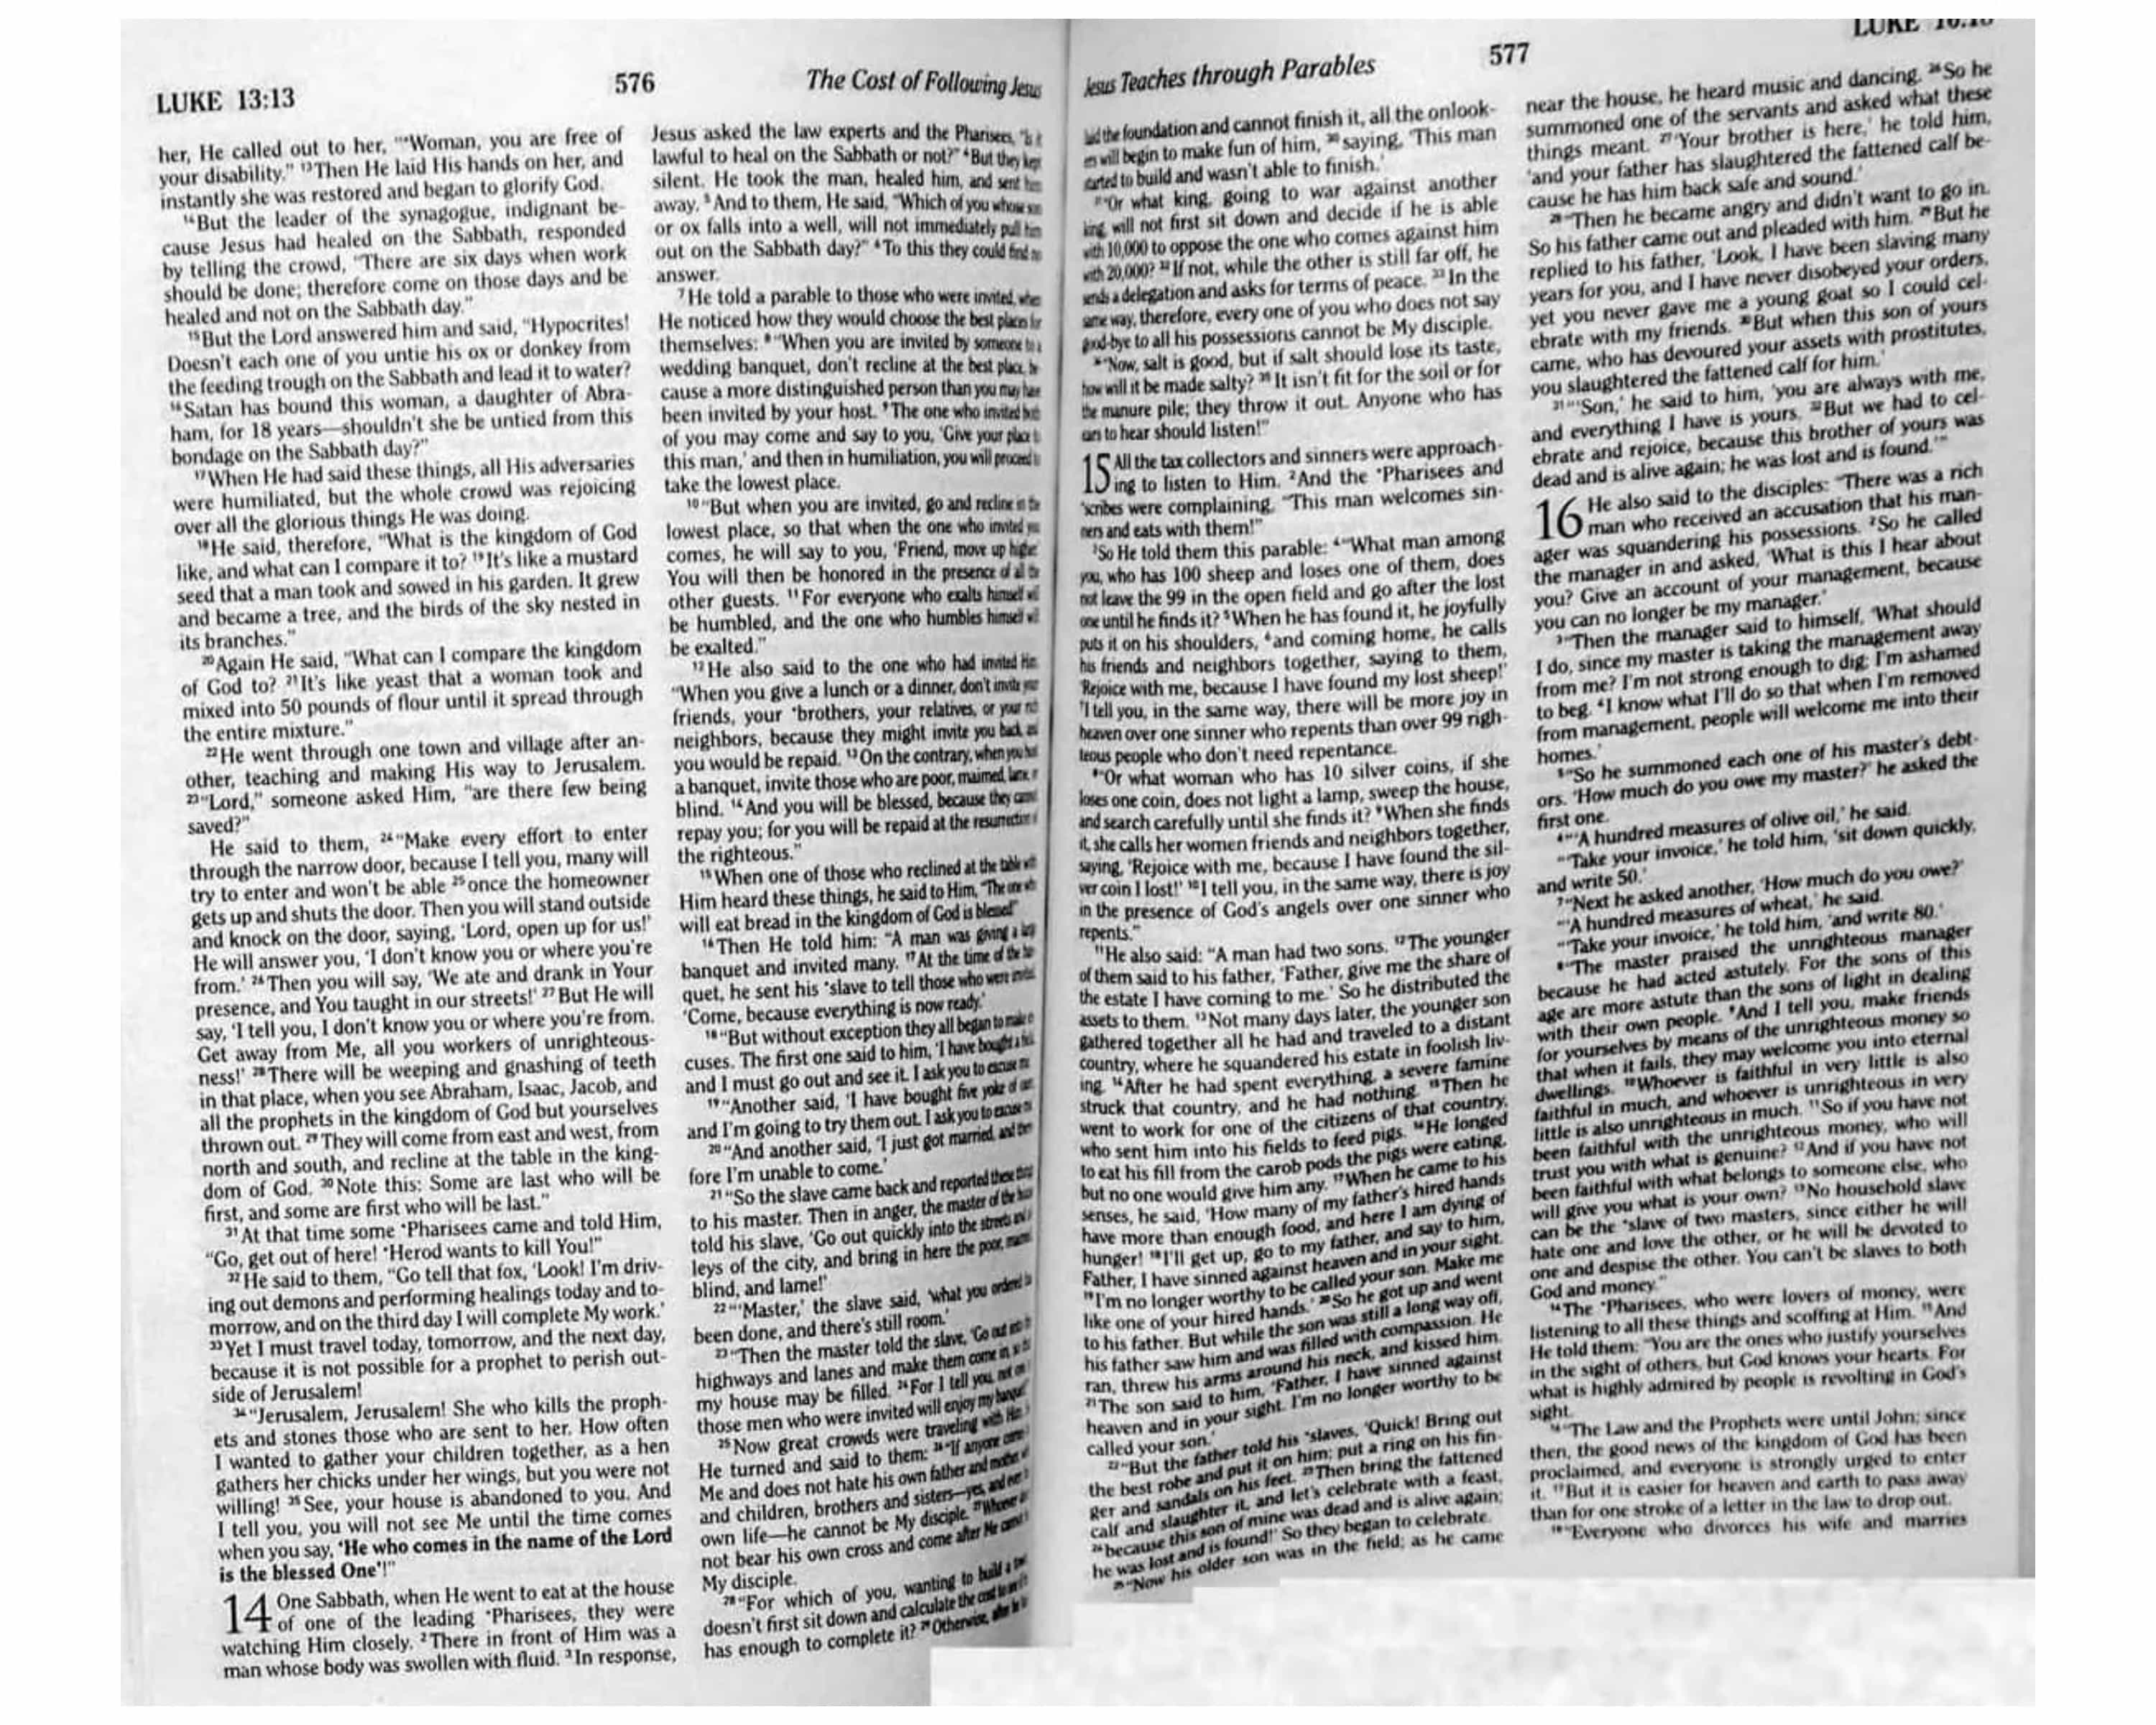 LUKE 13:13
576
The Cost of Following Jesus
her, He called out to her, "'Woman, you are free of
your disability." 13Then He laid His hands on her, and
instantly she was restored and began to glorify God.
14But the leader of the synagogue, indignant be-
cause Jesus had healed on the Sabbath, responded
by telling the crowd, "There are six days when work
should be done; therefore come on those days and be
healed and not on the Sabbath day."
15But the Lord answered him and said, "Hypocrites!
Doesn't each one of you untie his ox or donkey from
the feeding trough on the Sabbath and lead it to water?
16Satan has bound this woman, a daughter of Abra-
ham, for 18 years—shouldn't she be untied from this
bondage on the Sabbath day?"
17When He had said these things, all His adversaries
were humiliated, but the whole crowd was rejoicing
over all the glorious things He was doing.
18He said, therefore, "What is the kingdom of God
like, and what can I compare it to? 19It's like a mustard
seed that a man took and sowed in his garden. It grew
and became a tree, and the birds of the sky nested in
its branches."
20Again He said, "What can I compare the kingdom
of God to? 21It's like yeast that a woman took and
mixed into 50 pounds of flour until it spread through
the entire mixture."
22He went through one town and village after an-
other, teaching and making His way to Jerusalem.
23"Lord," someone asked Him, "are there few being
saved?"
He said to them, 24"Make every effort to enter
through the narrow door, because I tell you, many will
try to enter and won't be able 25once the homeowner
gets up and shuts the door. Then you will stand outside
and knock on the door, saying, 'Lord, open up for us!'
He will answer you, 'I don't know you or where you're
from.' 26Then you will say, 'We ate and drank in Your
presence, and You taught in our streets!' 27But He will
say, 'I tell you, I don't know you or where you're from.
Get away from Me, all you workers of unrighteous-
ness!' 28There will be weeping and gnashing of teeth
in that place, when you see Abraham, Isaac, Jacob, and
all the prophets in the kingdom of God but yourselves
thrown out. 29They will come from east and west, from
north and south, and recline at the table in the king-
dom of God. 30Note this: Some are last who will be
first, and some are first who will be last."
31At that time some *Pharisees came and told Him,
"Go, get out of here! *Herod wants to kill You!"
32He said to them, "Go tell that fox, 'Look! I'm driv-
ing out demons and performing healings today and to-
morrow, and on the third day I will complete My work.'
33Yet I must travel today, tomorrow, and the next day,
because it is not possible for a prophet to perish out-
side of Jerusalem!
34"Jerusalem, Jerusalem! She who kills the proph-
ets and stones those who are sent to her. How often
I wanted to gather your children together, as a hen
gathers her chicks under her wings, but you were not
willing! 35See, your house is abandoned to you. And
I tell you, you will not see Me until the time comes
when you say, 'He who comes in the name of the Lord
is the blessed One'!"
14 One Sabbath, when He went to eat at the house
of one of the leading *Pharisees, they were
watching Him closely. 2There in front of Him was a
man whose body was swollen with fluid. 3In response,
Jesus asked the law experts and the Pharisees, "Is it
lawful to heal on the Sabbath or not?" 4But they kept
silent. He took the man, healed him, and sent him
away. 5And to them, He said, "Which of you whose son
or ox falls into a well, will not immediately pull him
out on the Sabbath day?" 6To this they could find no
answer.
7He told a parable to those who were invited, when
He noticed how they would choose the best places for
themselves: 8"When you are invited by someone to a
wedding banquet, don't recline at the best place, be
cause a more distinguished person than you may have
been invited by your host. 9The one who invited both
of you may come and say to you, 'Give your place to
this man,' and then in humiliation, you will proceed to
take the lowest place.
10"But when you are invited, go and recline in the
lowest place, so that when the one who invited you
comes, he will say to you, 'Friend, move up higher.'
You will then be honored in the presence of all the
other guests. 11For everyone who exalts himself will
be humbled, and the one who humbles himself will
be exalted."
12He also said to the one who had invited Him,
"When you give a lunch or a dinner, don't invite your
friends, your *brothers, your relatives, or your rich
neighbors, because they might invite you back, and
you would be repaid. 13On the contrary, when you host
a banquet, invite those who are poor, maimed, lame, or
blind. 14And you will be blessed, because they cannot
repay you; for you will be repaid at the resurrection of
the righteous."
15When one of those who reclined at the table with
Him heard these things, he said to Him, "The one who
will eat bread in the kingdom of God is blessed!"
16Then He told him: "A man was giving a large
banquet and invited many. 17At the time of the ban
quet, he sent his *slave to tell those who were invited,
'Come, because everything is now ready.'
18"But without exception they all began to make
cuses. The first one said to him, 'I have bought a field,
and I must go out and see it. I ask you to excuse me.'
19"Another said, 'I have bought five yoke of oxen,
and I'm going to try them out. I ask you to excuse me.'
20"And another said, 'I just got married, and there
fore I'm unable to come.'
21"So the slave came back and reported these things
to his master. Then in anger, the master of the house
told his slave, 'Go out quickly into the streets and
leys of the city, and bring in here the poor, maimed,
blind, and lame!'
22"'Master,' the slave said, 'what you ordered has
been done, and there's still room.'
23"Then the master told the slave, 'Go out into the
highways and lanes and make them come in, so that
my house may be filled. 24For I tell you, not one
those men who were invited will enjoy my banquet!'"
25Now great crowds were traveling with Him.
He turned and said to them: 26"If anyone comes
Me and does not hate his own father and mother
and children, brothers and sisters—yes, and even
own life—he cannot be My disciple. 27Whoever does
not bear his own cross and come after Me cannot
My disciple.
28"For which of you, wanting to build a tower,
doesn't first sit down and calculate the cost to see if
has enough to complete it? 29Otherwise, after he
Jesus Teaches through Parables
577
LUKE 16:18
laid the foundation and cannot finish it, all the onlook-
ers will begin to make fun of him, 30saying, 'This man
started to build and wasn't able to finish.'
31"Or what king, going to war against another
king, will not first sit down and decide if he is able
with 10,000 to oppose the one who comes against him
with 20,000? 32If not, while the other is still far off, he
sends a delegation and asks for terms of peace. 33In the
same way, therefore, every one of you who does not say
good-bye to all his possessions cannot be My disciple.
34"Now, salt is good, but if salt should lose its taste,
how will it be made salty? 35It isn't fit for the soil or for
the manure pile; they throw it out. Anyone who has
ears to hear should listen!"
15 All the tax collectors and sinners were approach-
ing to listen to Him. 2And the *Pharisees and
*scribes were complaining, "This man welcomes sin-
ners and eats with them!"
3So He told them this parable: 4"What man among
you, who has 100 sheep and loses one of them, does
not leave the 99 in the open field and go after the lost
one until he finds it? 5When he has found it, he joyfully
puts it on his shoulders, 6and coming home, he calls
his friends and neighbors together, saying to them,
'Rejoice with me, because I have found my lost sheep!'
7I tell you, in the same way, there will be more joy in
heaven over one sinner who repents than over 99 righ-
teous people who don't need repentance.
8"Or what woman who has 10 silver coins, if she
loses one coin, does not light a lamp, sweep the house,
and search carefully until she finds it? 9When she finds
it, she calls her women friends and neighbors together,
saying, 'Rejoice with me, because I have found the sil-
ver coin I lost!' 10I tell you, in the same way, there is joy
in the presence of God's angels over one sinner who
repents."
11He also said: "A man had two sons. 12The younger
of them said to his father, 'Father, give me the share of
the estate I have coming to me.' So he distributed the
assets to them. 13Not many days later, the younger son
gathered together all he had and traveled to a distant
country, where he squandered his estate in foolish liv-
ing. 14After he had spent everything, a severe famine
struck that country, and he had nothing. 15Then he
went to work for one of the citizens of that country,
who sent him into his fields to feed pigs. 16He longed
to eat his fill from the carob pods the pigs were eating,
but no one would give him any. 17When he came to his
senses, he said, 'How many of my father's hired hands
have more than enough food, and here I am dying of
hunger! 18I'll get up, go to my father, and say to him,
Father, I have sinned against heaven and in your sight.
19I'm no longer worthy to be called your son. Make me
like one of your hired hands.' 20So he got up and went
to his father. But while the son was still a long way off,
his father saw him and was filled with compassion. He
ran, threw his arms around his neck, and kissed him.
21The son said to him, 'Father, I have sinned against
heaven and in your sight. I'm no longer worthy to be
called your son.'
22"But the father told his *slaves, 'Quick! Bring out
the best robe and put it on him; put a ring on his fin-
ger and sandals on his feet. 23Then bring the fattened
calf and slaughter it, and let's celebrate with a feast,
24because this son of mine was dead and is alive again;
he was lost and is found!' So they began to celebrate.
25"Now his older son was in the field; as he came
near the house, he heard music and dancing. 26So he
summoned one of the servants and asked what these
things meant. 27'Your brother is here,' he told him,
'and your father has slaughtered the fattened calf be-
cause he has him back safe and sound.'
28"Then he became angry and didn't want to go in.
So his father came out and pleaded with him. 29But he
replied to his father, 'Look, I have been slaving many
years for you, and I have never disobeyed your orders,
yet you never gave me a young goat so I could cel-
ebrate with my friends. 30But when this son of yours
came, who has devoured your assets with prostitutes,
you slaughtered the fattened calf for him.'
31"'Son,' he said to him, 'you are always with me,
and everything I have is yours. 32But we had to cel-
ebrate and rejoice, because this brother of yours was
dead and is alive again; he was lost and is found.'"
16 He also said to the disciples: "There was a rich
man who received an accusation that his man-
ager was squandering his possessions. 2So he called
the manager in and asked, 'What is this I hear about
you? Give an account of your management, because
you can no longer be my manager.'
3"Then the manager said to himself, 'What should
I do, since my master is taking the management away
from me? I'm not strong enough to dig; I'm ashamed
to beg. 4I know what I'll do so that when I'm removed
from management, people will welcome me into their
homes.'
5"So he summoned each one of his master's debt-
ors. 'How much do you owe my master?' he asked the
first one.
6"'A hundred measures of olive oil,' he said.
"'Take your invoice,' he told him, 'sit down quickly,
and write 50.'
7"Next he asked another, 'How much do you owe?'
"'A hundred measures of wheat,' he said.
"'Take your invoice,' he told him, 'and write 80.'
8"The master praised the unrighteous manager
because he had acted astutely. For the sons of this
age are more astute than the sons of light in dealing
with their own people. 9And I tell you, make friends
for yourselves by means of the unrighteous money so
that when it fails, they may welcome you into eternal
dwellings. 10Whoever is faithful in very little is also
faithful in much, and whoever is unrighteous in very
little is also unrighteous in much. 11So if you have not
been faithful with the unrighteous money, who will
trust you with what is genuine? 12And if you have not
been faithful with what belongs to someone else, who
will give you what is your own? 13No household slave
can be the *slave of two masters, since either he will
hate one and love the other, or he will be devoted to
one and despise the other. You can't be slaves to both
God and money."
14The *Pharisees, who were lovers of money, were
listening to all these things and scoffing at Him. 15And
He told them: "You are the ones who justify yourselves
in the sight of others, but God knows your hearts. For
what is highly admired by people is revolting in God's
sight.
16"The Law and the Prophets were until John; since
then, the good news of the kingdom of God has been
proclaimed, and everyone is strongly urged to enter
it. 17But it is easier for heaven and earth to pass away
than for one stroke of a letter in the law to drop out.
18"Everyone who divorces his wife and marries